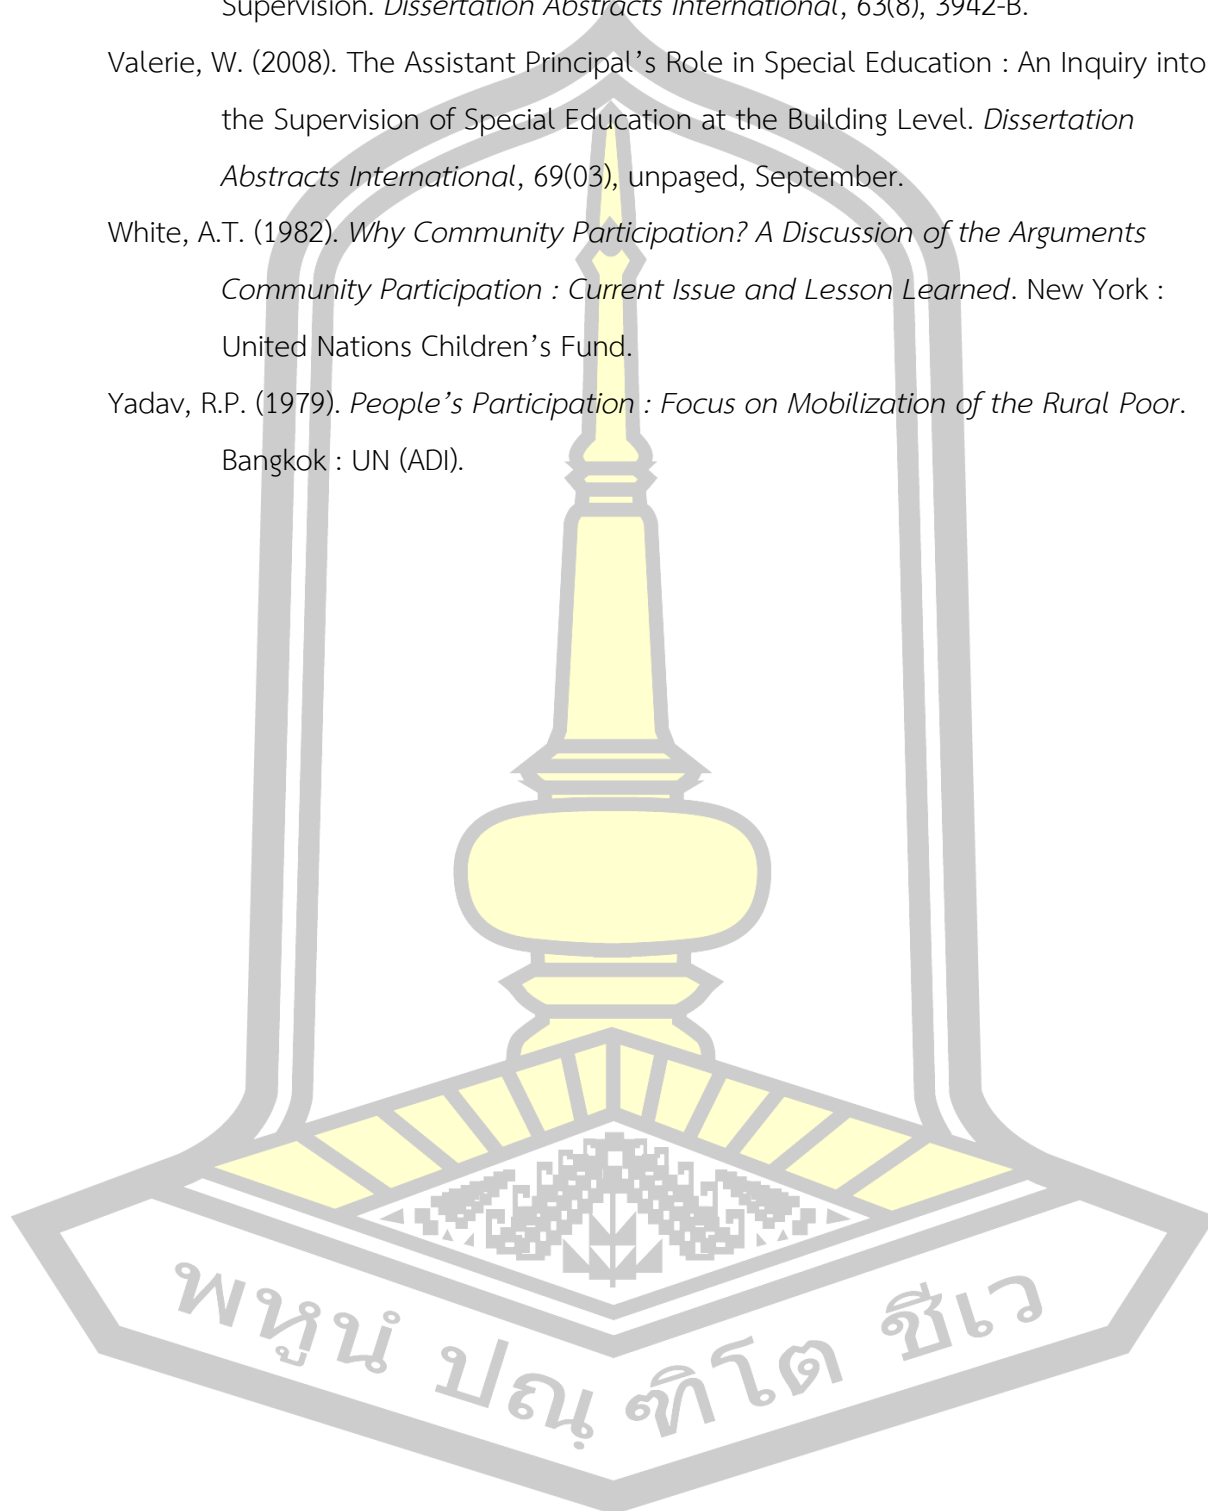 Supervision. Dissertation Abstracts International, 63(8), 3942-B.
Valerie, W. (2008). The Assistant Principal’s Role in Special Education : An Inquiry into
the Supervision of Special Education at the Building Level. Dissertation
Abstracts International, 69(03), unpaged, September.
White, A.T. (1982). Why Community Participation? A Discussion of the Arguments
Community Participation : Current Issue and Lesson Learned. New York :
United Nations Children’s Fund.
Yadav, R.P. (1979). People’s Participation : Focus on Mobilization of the Rural Poor.
Bangkok : UN (ADI).
พหูนํ ปณฺฑิโต ชีเว